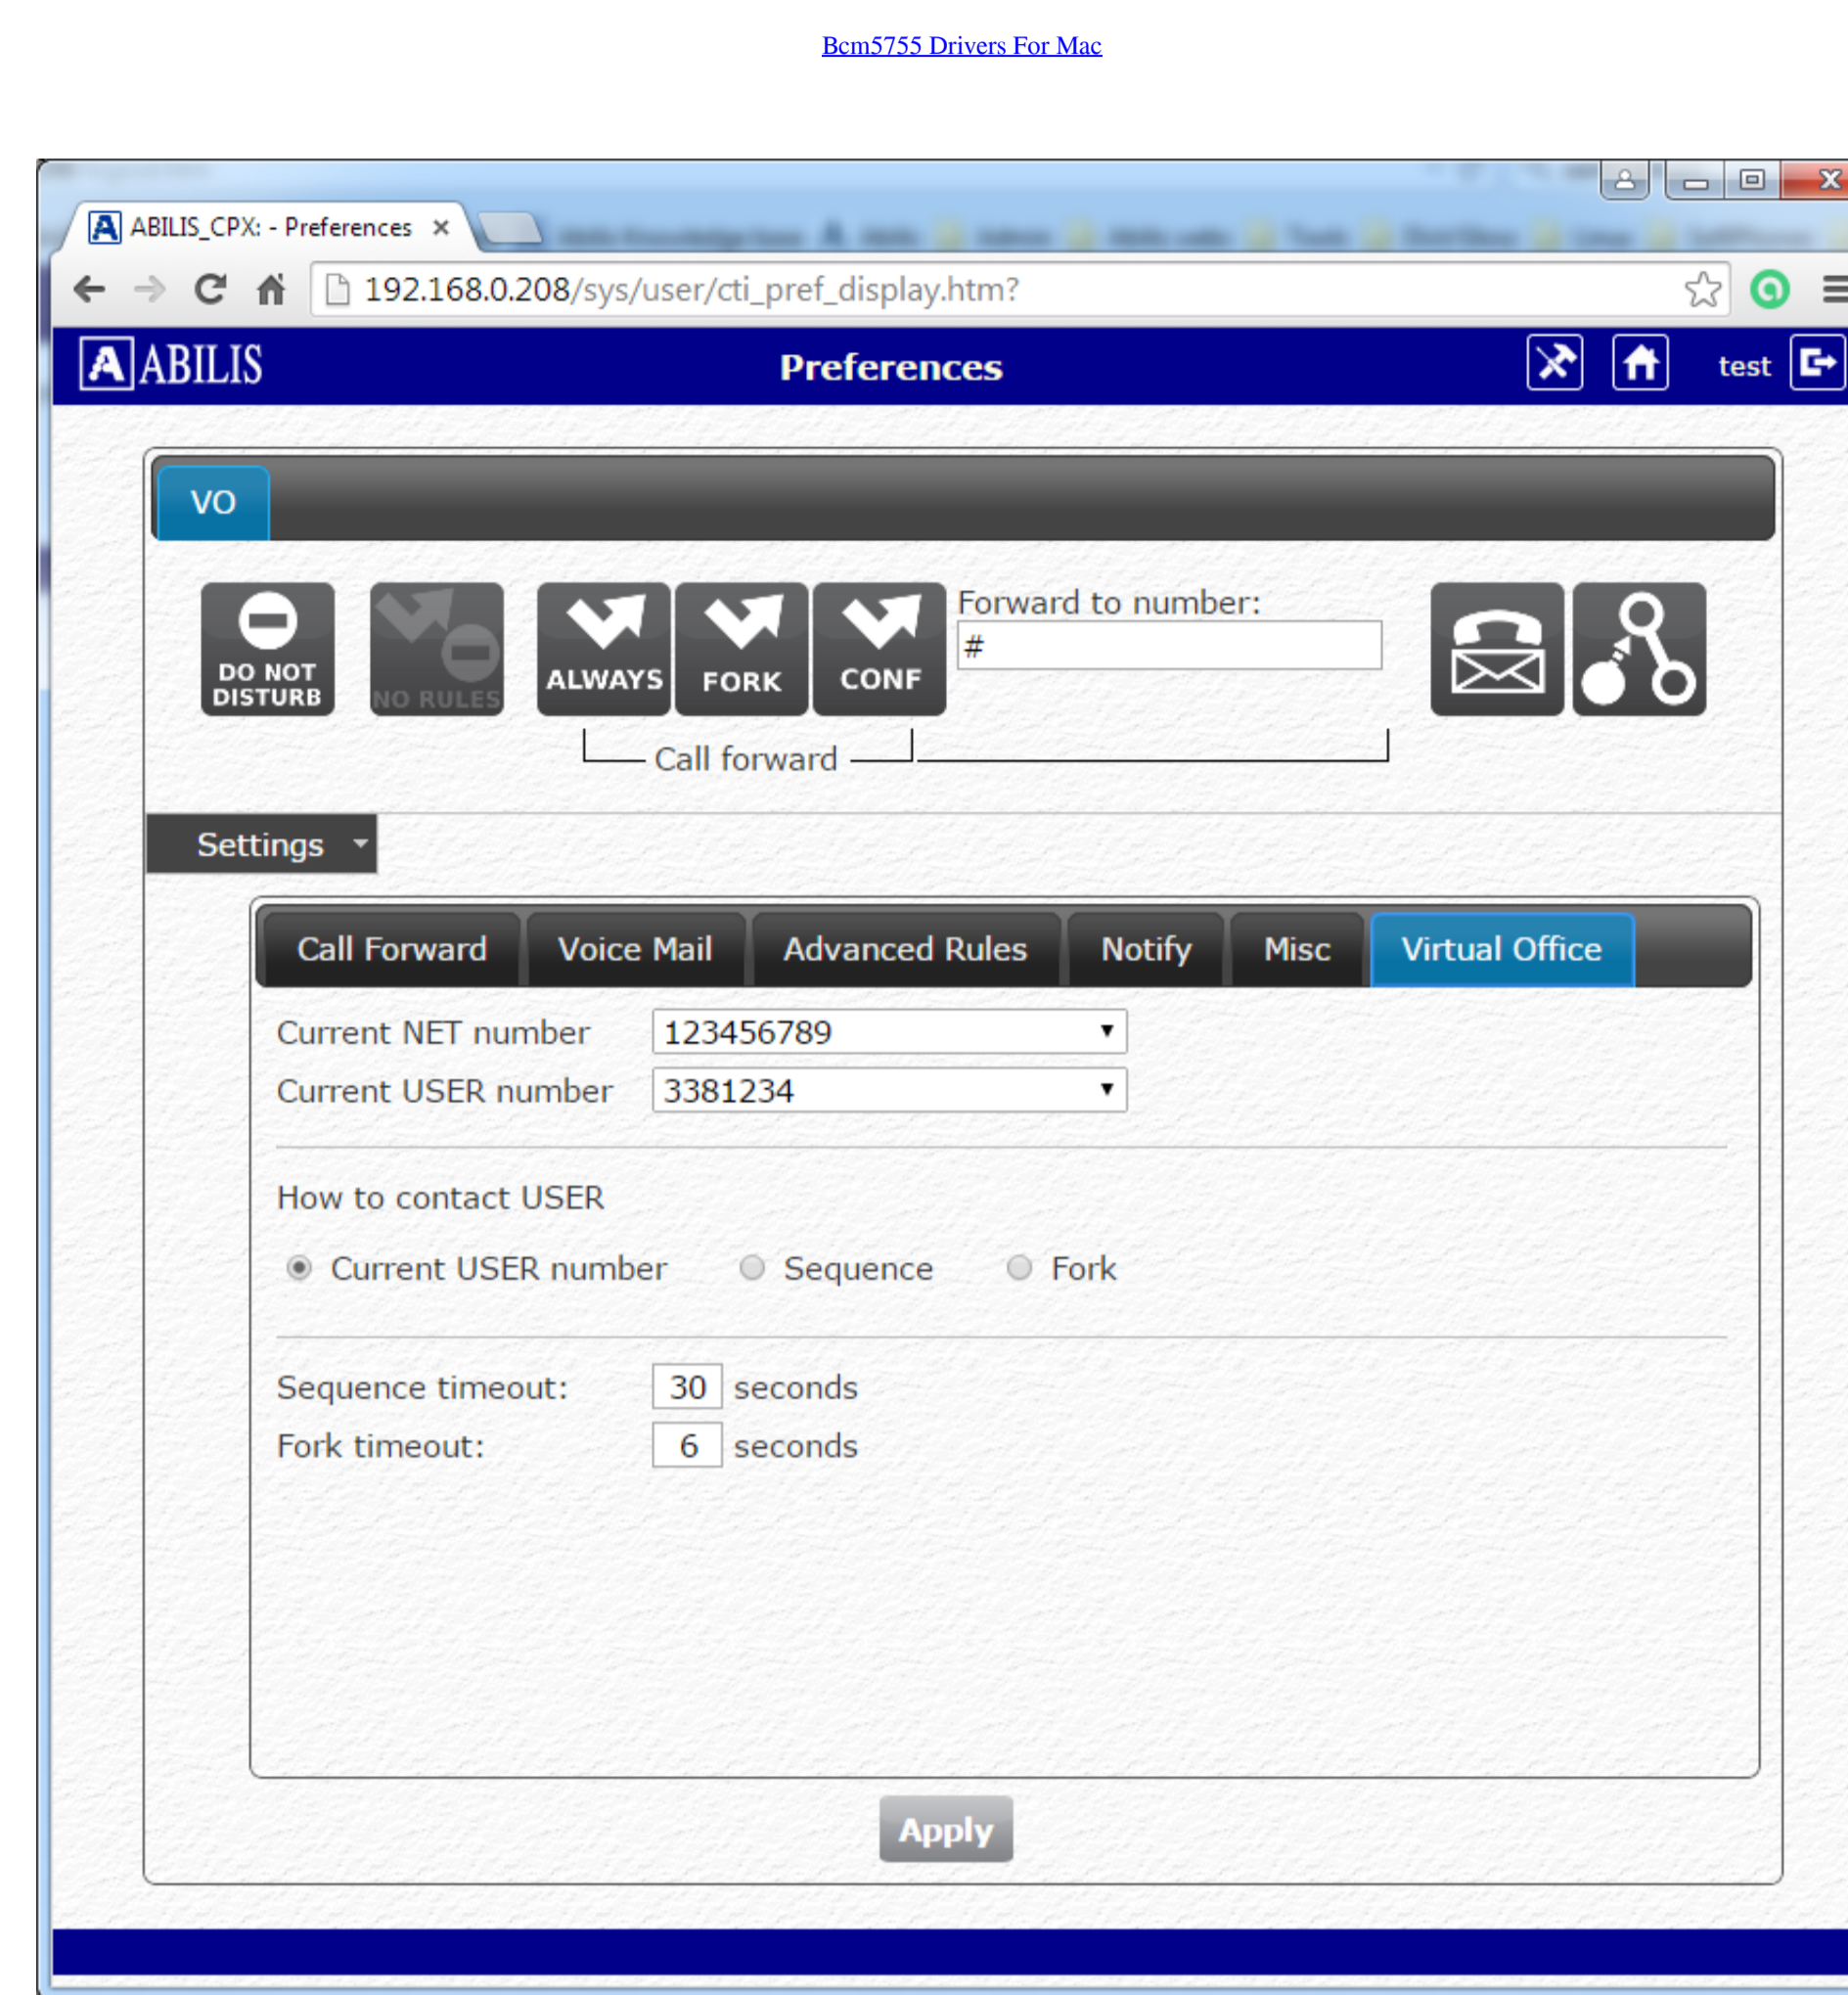 Bcm5755 Drivers For Mac
ABILIS_CPX: - Preferences
192.168.0.208/sys/user/cti_pref_display.htm?
A ABILIS
Preferences
test
VO
DO NOT
DISTURB
NO RULES
ALWAYS
FORK
CONF
Forward to number:
#
Call forward
Settings
Call Forward
Voice Mail
Advanced Rules
Notify
Misc
Virtual Office
Current NET number
123456789
Current USER number
3381234
How to contact USER
Current USER number
Sequence
Fork
Sequence timeout:
30 seconds
Fork timeout:
6 seconds
Apply